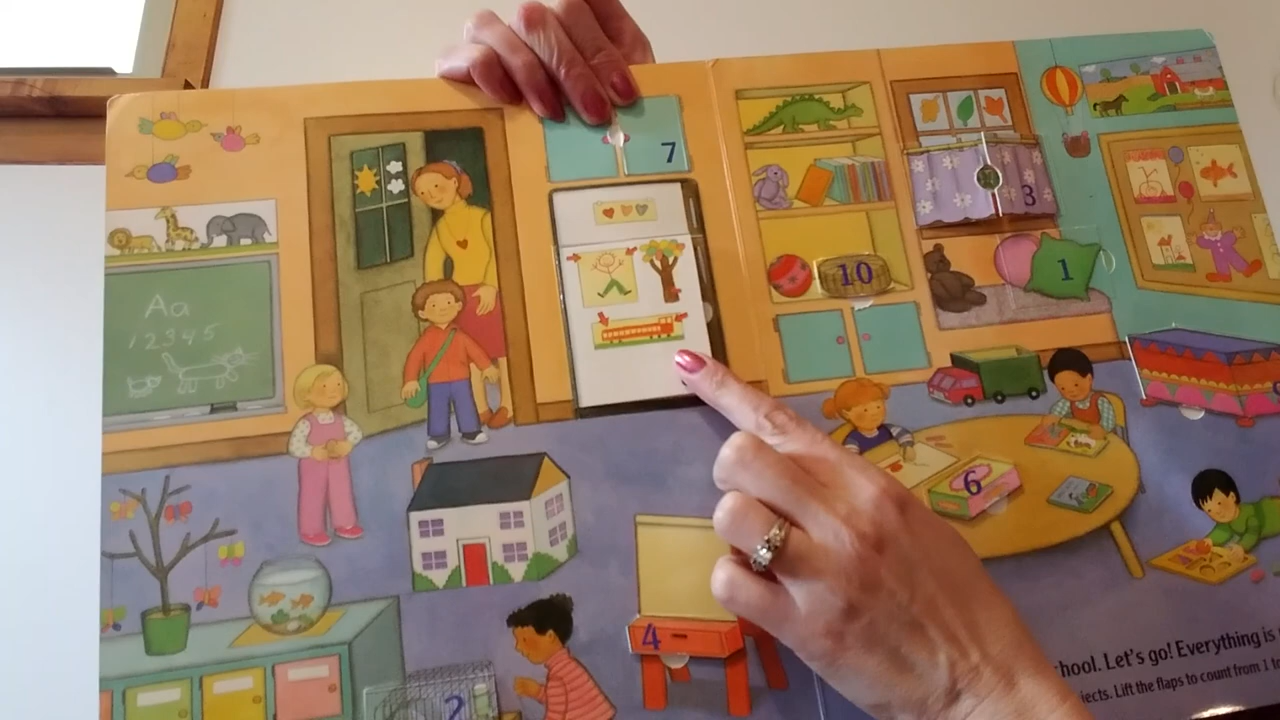 7
3
10
1
Aa
12345
6
4
2
chool. Let's go! Everything is
jects. Lift the flaps to count from 1 t